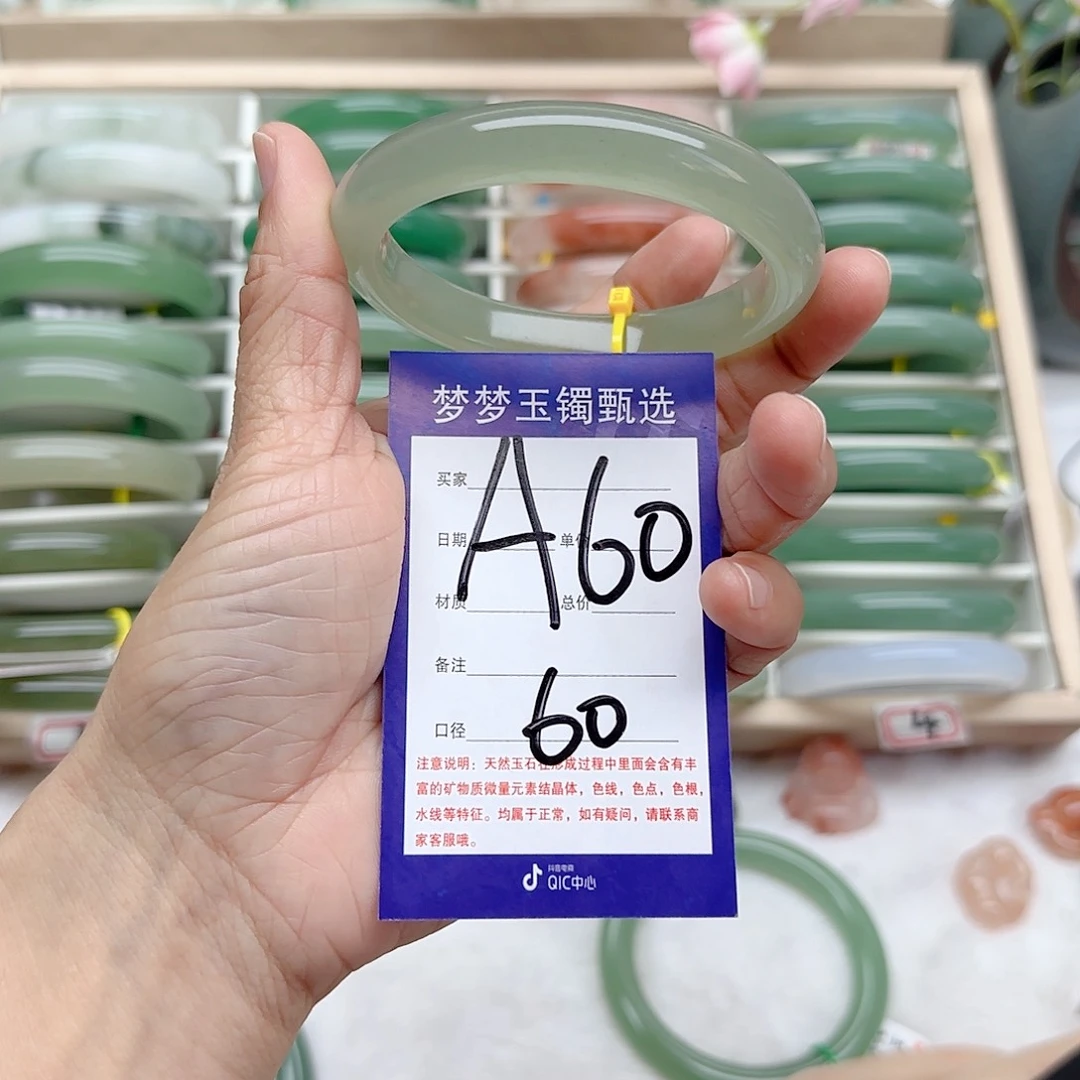 梦梦玉镯甄选
买家
A60
日期 单价
材质 总价
备注
口径 60
注意说明：天然玉石在形成过程中里面会含有丰
富的矿物质微量元素结晶体，色线，色点，色根，
水线等特征。均属于正常，如有疑问，请联系商
家客服哦。
抖音电商
QIC中心